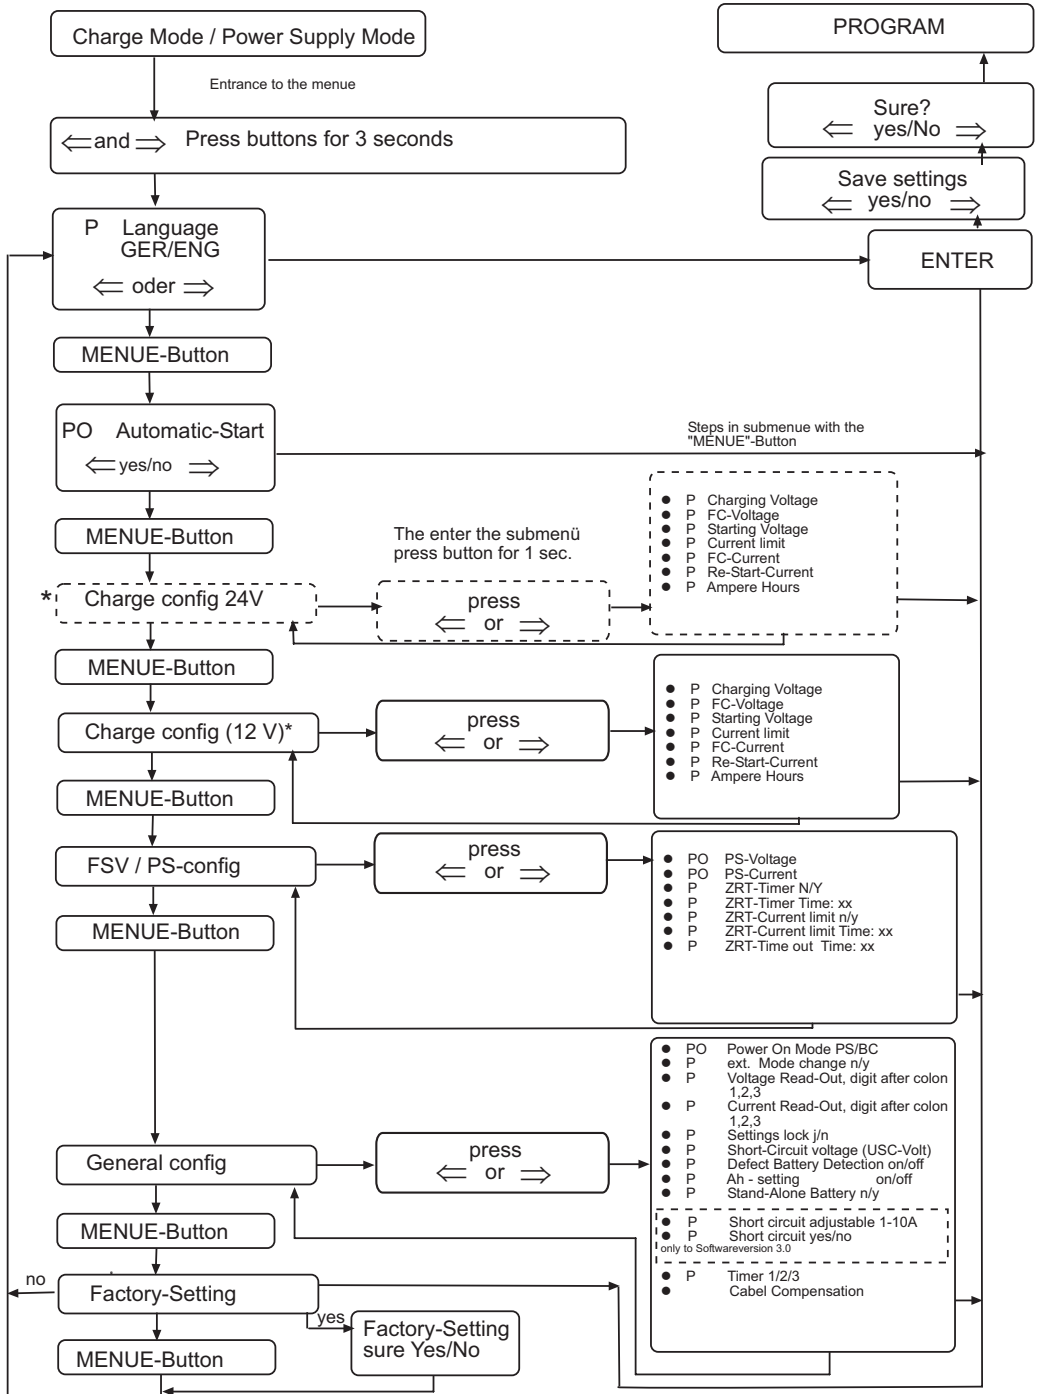 Charge Mode / Power Supply Mode
Entrance to the menue
⇐ and ⇒ Press buttons for 3 seconds
PROGRAM
Sure?
⇐ yes/No ⇒
Save settings
⇐ yes/no ⇒
ENTER
P Language
GER/ENG
⇐ oder ⇒
MENUE-Button
PO Automatic-Start
⇐ yes/no ⇒
Steps in submenue with the
"MENUE"-Button
MENUE-Button
The enter the submenü
press button for 1 sec.
* Charge config 24V
press
⇐ or ⇒
● P Charging Voltage
● P FC-Voltage
● P Starting Voltage
● P Current limit
● P FC-Current
● P Re-Start-Current
● P Ampere Hours
MENUE-Button
Charge config (12 V)*
press
⇐ or ⇒
● P Charging Voltage
● P FC-Voltage
● P Starting Voltage
● P Current limit
● P FC-Current
● P Re-Start-Current
● P Ampere Hours
MENUE-Button
FSV / PS-config
press
⇐ or ⇒
● PO PS-Voltage
● PO PS-Current
● P ZRT-Timer N/Y
● P ZRT-Timer Time: xx
● P ZRT-Current limit n/y
● P ZRT-Current limit Time: xx
● P ZRT-Time out Time: xx
MENUE-Button
General config
press
⇐ or ⇒
● PO Power On Mode PS/BC
● P ext. Mode change n/y
● P Voltage Read-Out, digit after colon
1,2,3
● P Current Read-Out, digit after colon
1,2,3
● P Settings lock j/n
● P Short-Circuit voltage (USC-Volt)
● P Defect Battery Detection on/off
● P Ah - setting on/off
● P Stand-Alone Battery n/y
● P Short circuit adjustable 1-10A
● P Short circuit yes/no
only to Softwareversion 3.0
● P Timer 1/2/3
● Cabel Compensation
MENUE-Button
no
Factory-Setting
yes
Factory-Setting
sure Yes/No
MENUE-Button